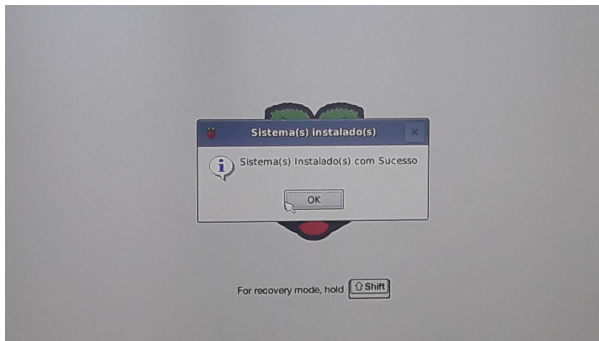 Sistema(s) instalado(s)
Sistema(s) Instalado(s) com Sucesso
OK
For recovery mode, hold ⇧ Shift